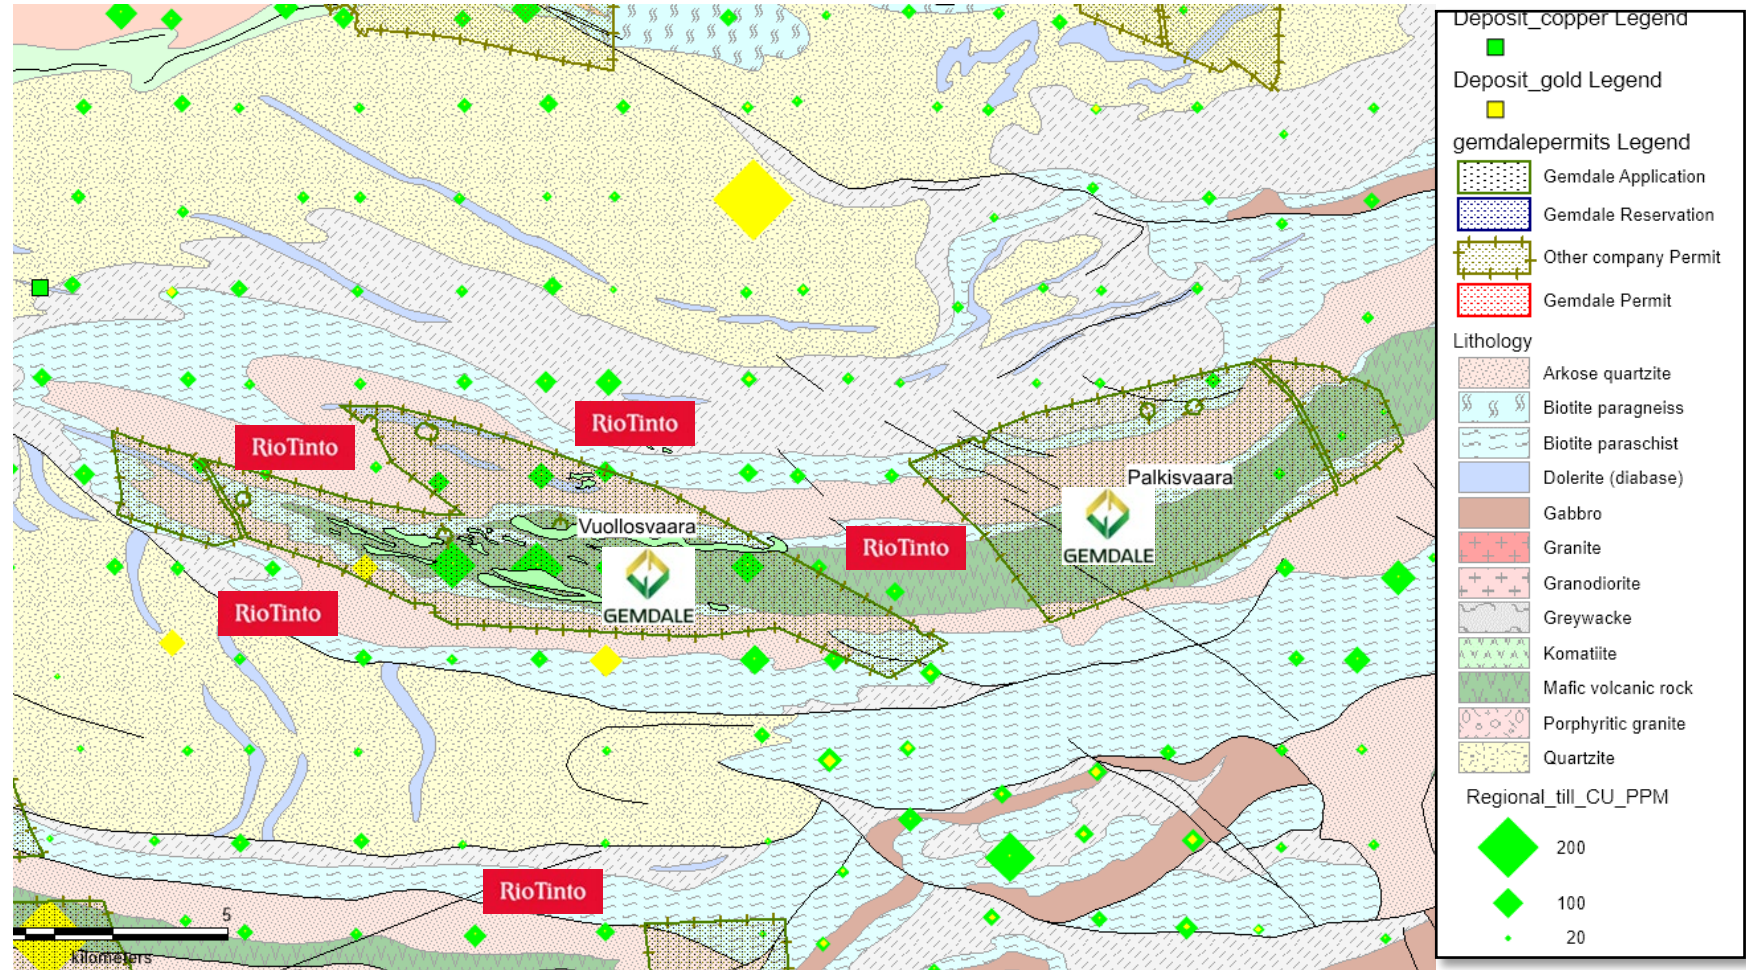 RioTinto
RioTinto
Vuollosvaara
GEMDALE
RioTinto
Palkisvaara
GEMDALE
RioTinto
RioTinto
5
kilometers
Deposit_copper Legend
Deposit_gold Legend
gemdalepermits Legend
Gemdale Application
Gemdale Reservation
Other company Permit
Gemdale Permit
Lithology
Arkose quartzite
Biotite paragneiss
Biotite paraschist
Dolerite (diabase)
Gabbro
Granite
Granodiorite
Greywacke
Komatiite
Mafic volcanic rock
Porphyritic granite
Quartzite
Regional_till_CU_PPM
200
100
20